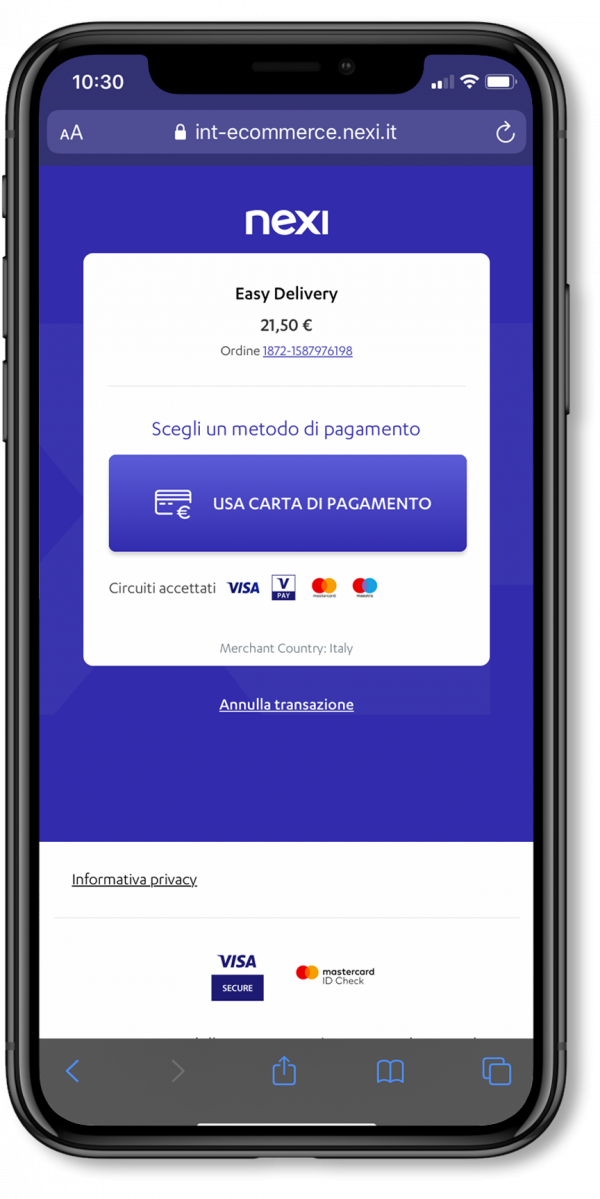 10:30
AA
int-ecommerce.nexi.it
nexi
Easy Delivery
21,50 €
Ordine 1872-1587976198
Scegli un metodo di pagamento
USA CARTA DI PAGAMENTO
Circuiti accettati VISA V PAY mastercard maestro
Merchant Country: Italy
Annulla transazione
Informativa privacy
VISA
SECURE
mastercard
ID Check